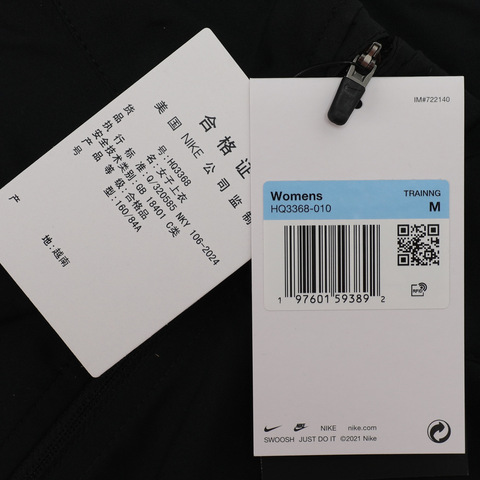 合格证
美国 NIKE 公司监制
货号: HQ3368
品名: 女子上衣
执行标准: Q/320585 NKY 106-2024
安全技术类别: GB 18401 C类
产品等级: 合格品
号型: 160/84A
产地: 越南
IM#722140
Womens
TRAINNG
HQ3368-010
M
1 97601 59389 2
RFID
NIKE nike.com
SWOOSH JUST DO IT ©2021 Nike